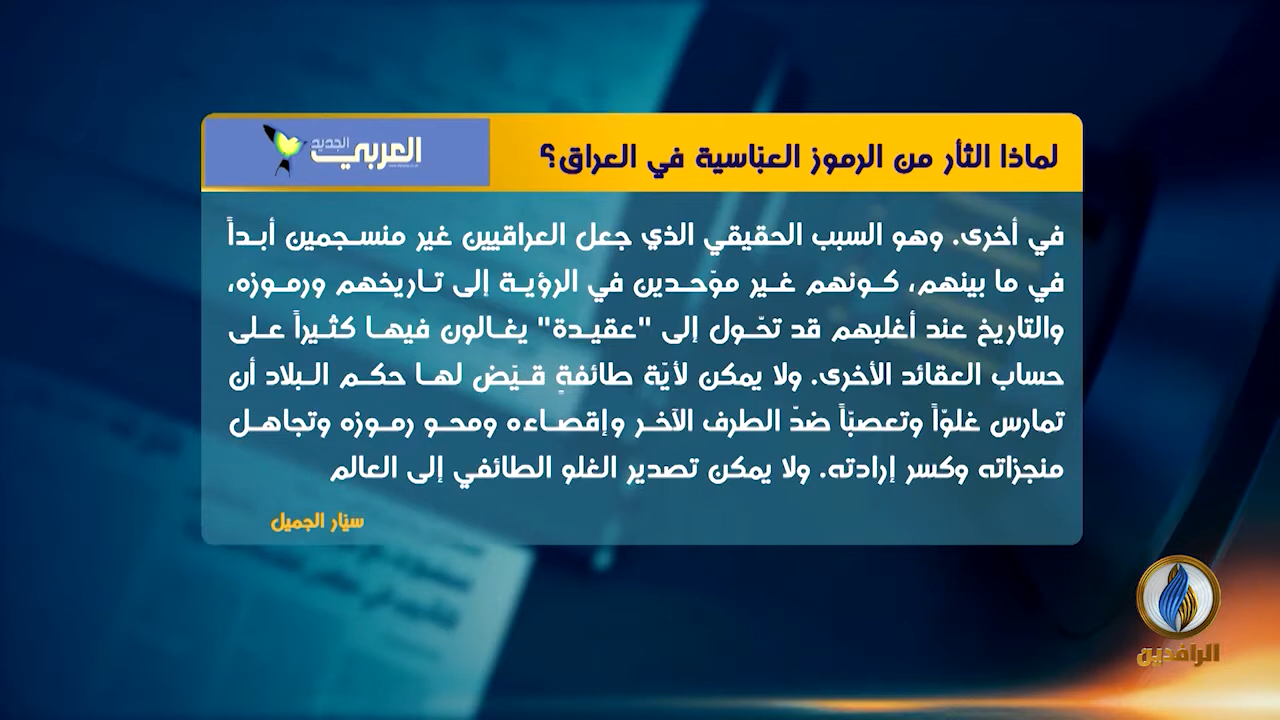 لماذا الثأر من الرموز العبّاسية في العراق؟
العربي الجديد
في أخرى. وهو السبب الحقيقي الذي جعل العراقيين غير منسجمين أبداً
في ما بينهم، كونهم غير موّحدين في الرؤية إلى تاريخهم ورموزه،
والتاريخ عند أغلبهم قد تحّول إلى "عقيدة" يغالون فيها كثيراً على
حساب العقائد الأخرى. ولا يمكن لأيّة طائفةٍ قيّض لها حكم البلاد أن
تمارس غلوّاً وتعصبّاً ضدّ الطرف الآخر وإقصاءه ومحو رموزه وتجاهل
منجزاته وكسر إرادته. ولا يمكن تصدير الغلو الطائفي إلى العالم
سيّار الجميل
الرافدين